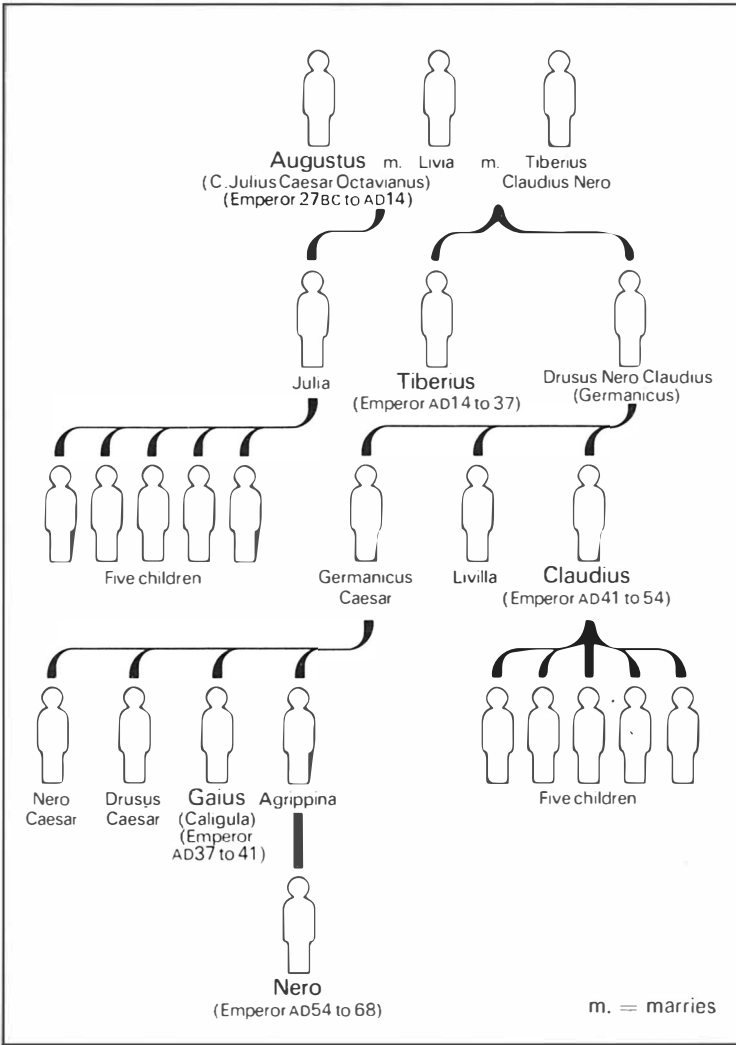 Augustus m. Livia m. Tiberius
(C. Julius Caesar Octavianus) Claudius Nero
(Emperor 27BC to AD14)
Julia Tiberius Drusus Nero Claudius
(Emperor AD14 to 37) (Germanicus)
Five children Germanicus Livilla Claudius
Caesar (Emperor AD41 to 54)
Nero Drusus Gaius Agrippina Five children
Caesar Caesar (Caligula)
(Emperor
AD37 to 41)
Nero
(Emperor AD54 to 68) m. = marries